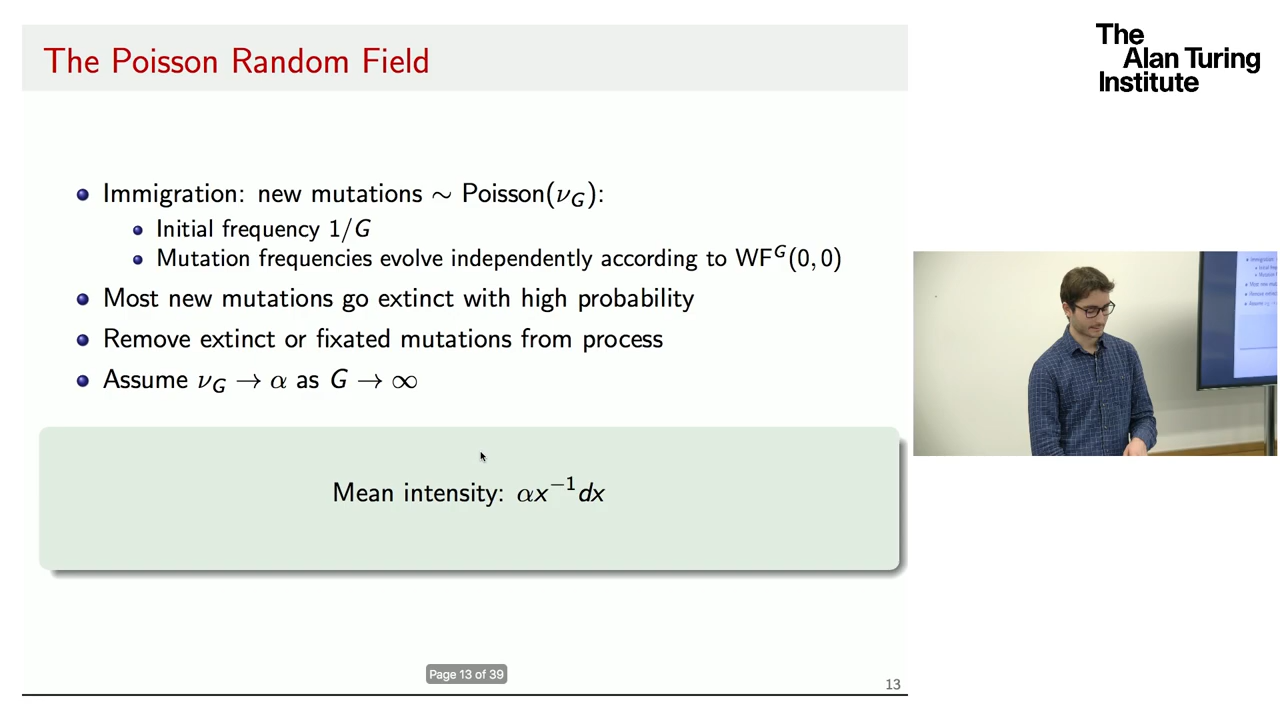 The Poisson Random Field
The
Alan Turing
Institute
• Immigration: new mutations ∼ Poisson(ν_G):
• Initial frequency 1/G
• Mutation frequencies evolve independently according to WF^G(0, 0)
• Most new mutations go extinct with high probability
• Remove extinct or fixated mutations from process
• Assume ν_G → α as G → ∞
Mean intensity: αx^{−1}dx
Page 13 of 39
13